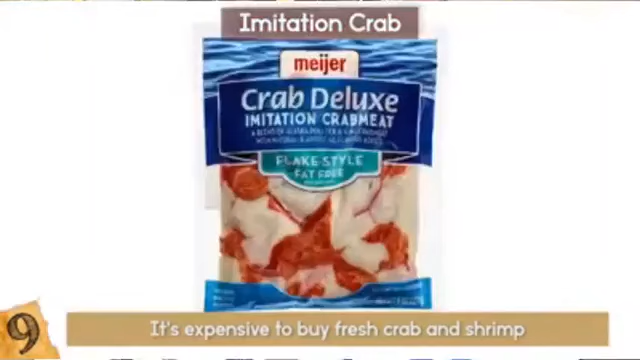 Imitation Crab
meijer
Crab Deluxe
IMITATION CRABMEAT
FLAKE STYLE
FAT FREE
9
It's expensive to buy fresh crab and shrimp